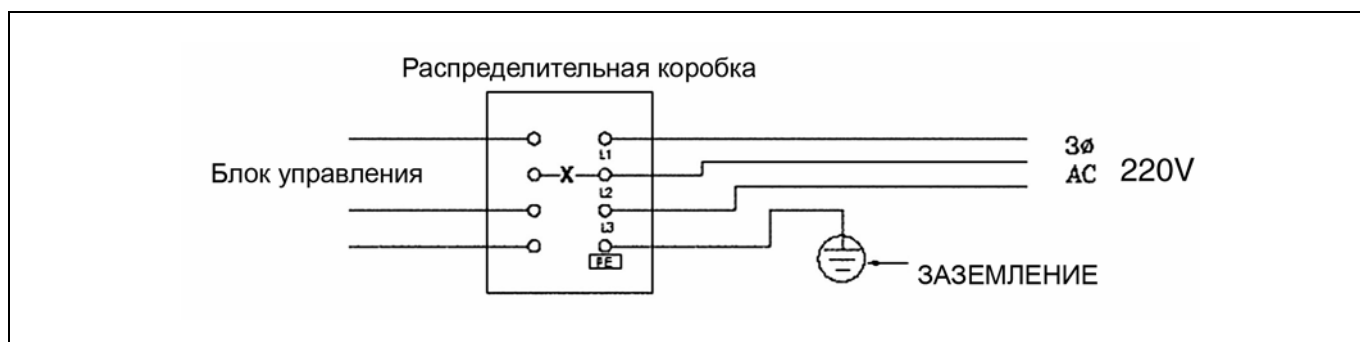 Распределительная коробка
L1
3ø
Блок управления
X
AC 220V
L2
L3
PE
ЗАЗЕМЛЕНИЕ